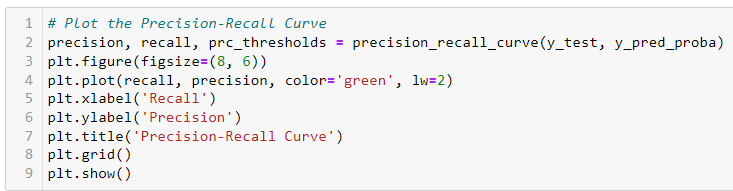 1 # Plot the Precision-Recall Curve
2 precision, recall, prc_thresholds = precision_recall_curve(y_test, y_pred_proba)
3 plt.figure(figsize=(8, 6))
4 plt.plot(recall, precision, color='green', lw=2)
5 plt.xlabel('Recall')
6 plt.ylabel('Precision')
7 plt.title('Precision-Recall Curve')
8 plt.grid()
9 plt.show()